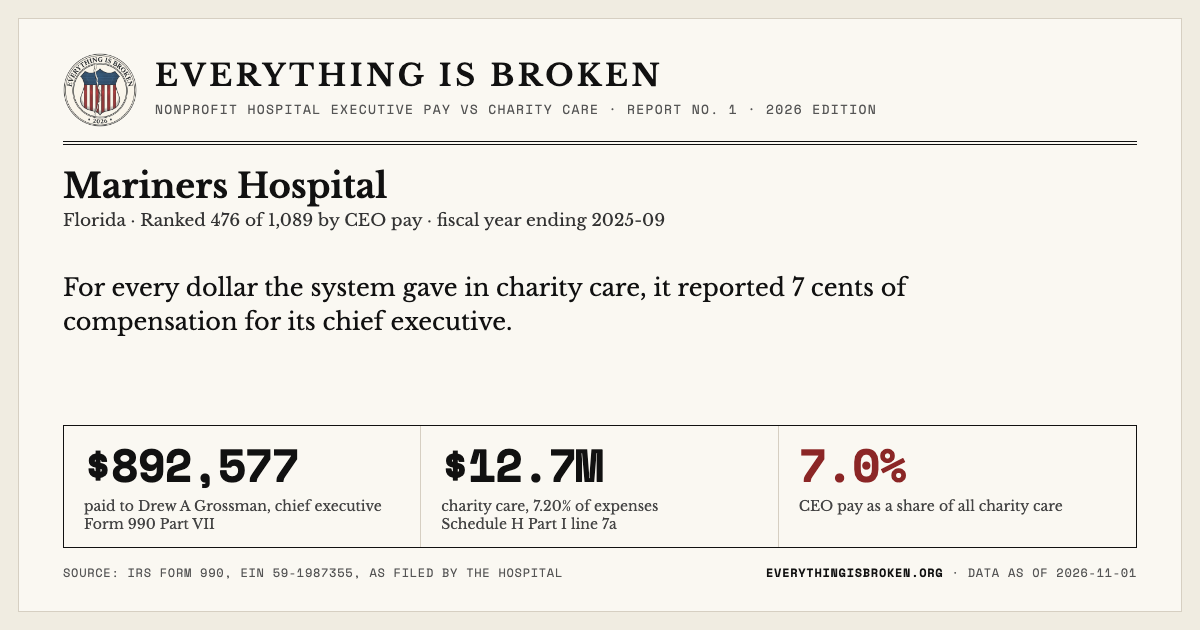 EVERYTHING IS BROKEN
2026
EVERYTHING IS BROKEN
NONPROFIT HOSPITAL EXECUTIVE PAY VS CHARITY CARE · REPORT NO. 1 · 2026 EDITION
Mariners Hospital
Florida · Ranked 476 of 1,089 by CEO pay · fiscal year ending 2025-09
For every dollar the system gave in charity care, it reported 7 cents of
compensation for its chief executive.
$892,577
paid to Drew A Grossman, chief executive
Form 990 Part VII
$12.7M
charity care, 7.20% of expenses
Schedule H Part I line 7a
7.0%
CEO pay as a share of all charity care
SOURCE: IRS FORM 990, EIN 59-1987355, AS FILED BY THE HOSPITAL
EVERYTHINGISBROKEN.ORG · DATA AS OF 2026-11-01